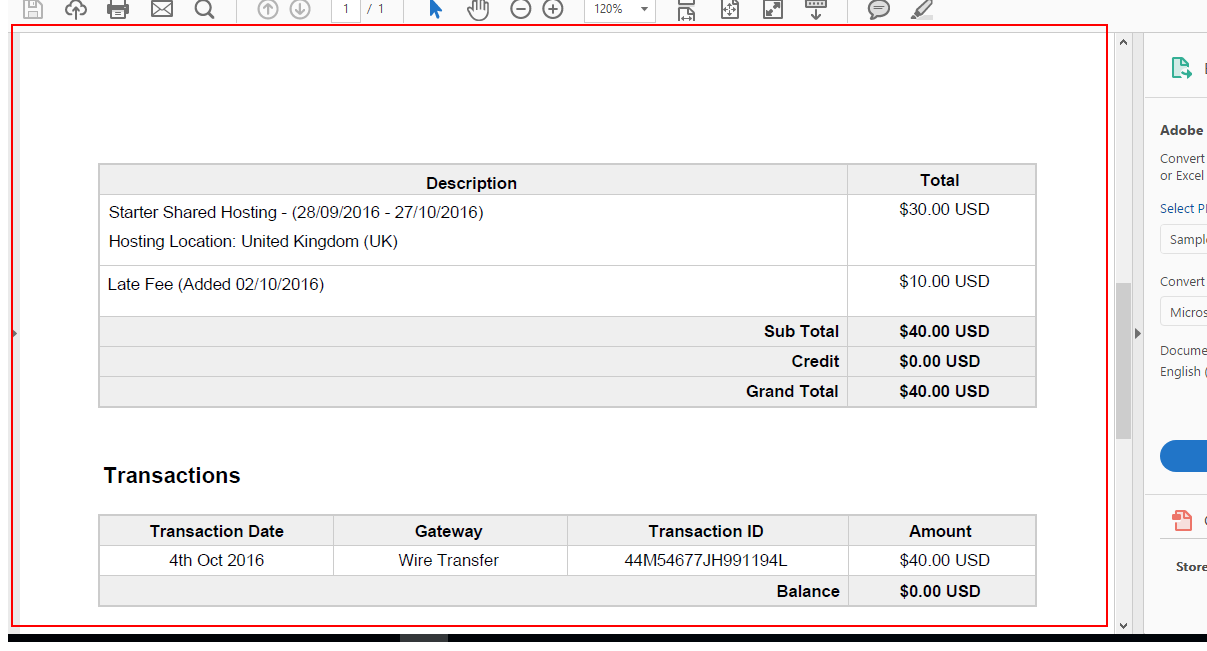 1 / 1 120%
Description Total
Starter Shared Hosting - (28/09/2016 - 27/10/2016) $30.00 USD
Hosting Location: United Kingdom (UK)
Late Fee (Added 02/10/2016) $10.00 USD
Sub Total $40.00 USD
Credit $0.00 USD
Grand Total $40.00 USD
Transactions
Transaction Date Gateway Transaction ID Amount
4th Oct 2016 Wire Transfer 44M54677JH991194L $40.00 USD
Balance $0.00 USD
Adobe
Convert
or Excel
Select
Convert
English (
Store